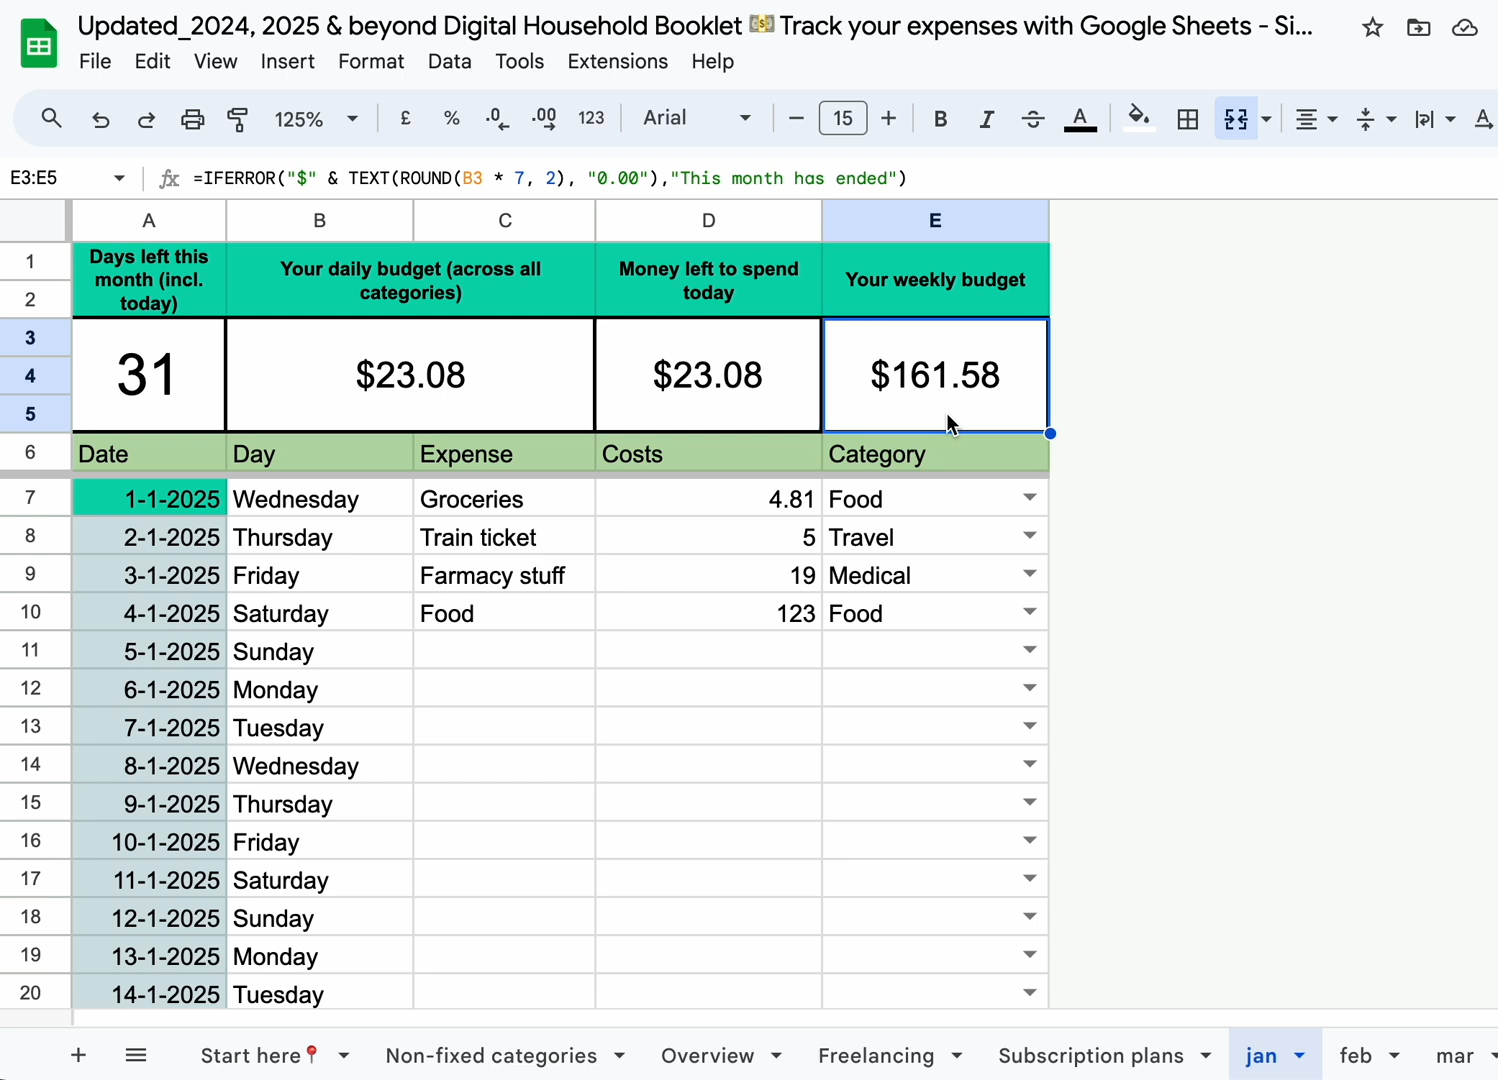 Updated_2024, 2025 & beyond Digital Household Booklet 💵 Track your expenses with Google Sheets - Si...
File Edit View Insert Format Data Tools Extensions Help
125% £ % .0 .00 123 Arial 15 B I S A A
E3:E5 fx =IFERROR("$" & TEXT(ROUND(B3 * 7, 2), "0.00"),"This month has ended")
A B C D E
1
2
Days left this month (incl. today) Your daily budget (across all categories) Money left to spend today Your weekly budget
3
4
5
31 $23.08 $23.08 $161.58
6 Date Day Expense Costs Category
7 1-1-2025 Wednesday Groceries 4.81 Food
8 2-1-2025 Thursday Train ticket 5 Travel
9 3-1-2025 Friday Farmacy stuff 19 Medical
10 4-1-2025 Saturday Food 123 Food
11 5-1-2025 Sunday
12 6-1-2025 Monday
13 7-1-2025 Tuesday
14 8-1-2025 Wednesday
15 9-1-2025 Thursday
16 10-1-2025 Friday
17 11-1-2025 Saturday
18 12-1-2025 Sunday
19 13-1-2025 Monday
20 14-1-2025 Tuesday
Start here📍 Non-fixed categories Overview Freelancing Subscription plans jan feb mar